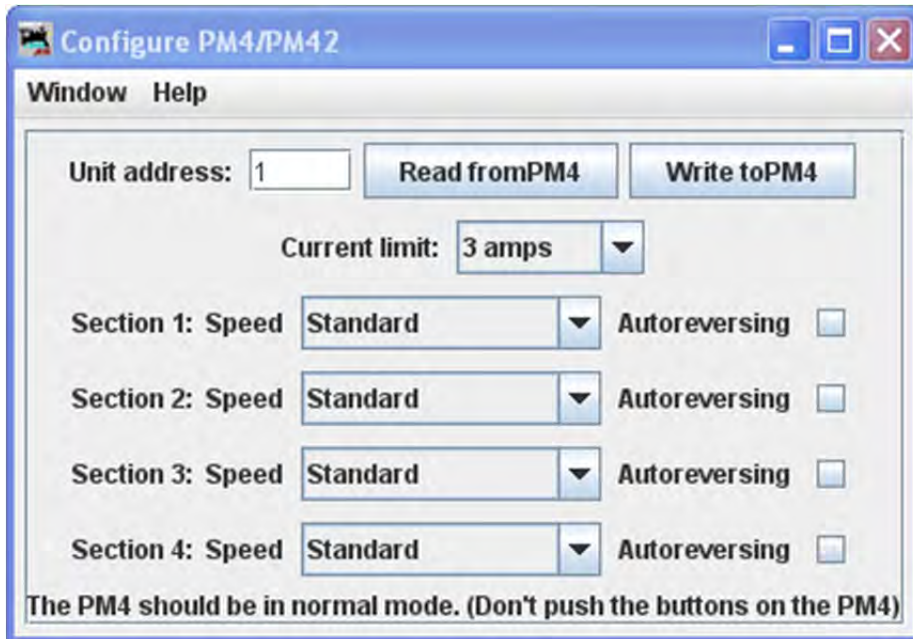 Configure PM4/PM42
Window Help
Unit address: 1 Read fromPM4 Write toPM4
Current limit: 3 amps
Section 1: Speed Standard Autoreversing
Section 2: Speed Standard Autoreversing
Section 3: Speed Standard Autoreversing
Section 4: Speed Standard Autoreversing
The PM4 should be in normal mode. (Don't push the buttons on the PM4)